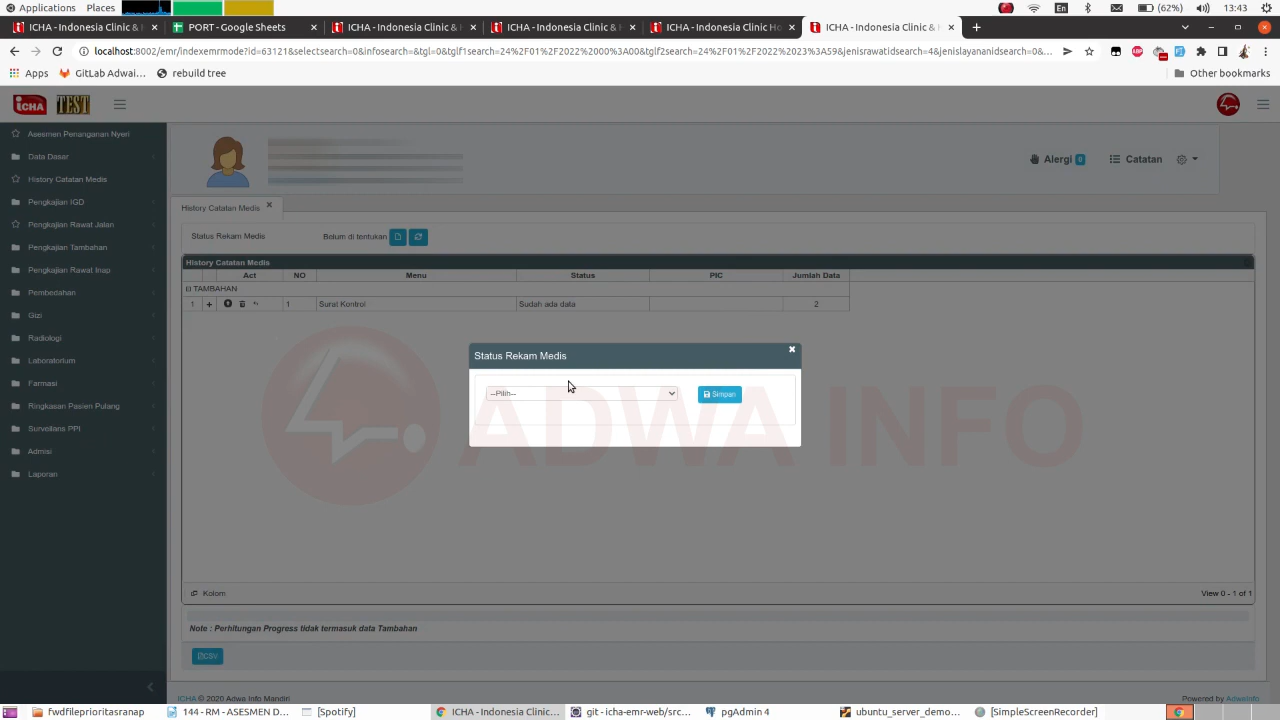 Applications Places En (62%) 13:43
ICHA - Indonesia Clinic &
PORT - Google Sheets
ICHA - Indonesia Clinic &
ICHA - Indonesia Clinic &
ICHA - Indonesia Clinic Ho
ICHA - Indonesia Clinic &
localhost:8002/emr/indexemrmode?id=63121&selectsearch=0&infosearch=&tgl=0&tglf1search=24%2F01%2F2022%2000%3A00&tglf2search=24%2F01%2F2022%2023%3A59&jenisrawatidsearch=4&jenislayananidsearch=0&...
Apps GitLab Adwai... rebuild tree Other bookmarks
ICHA TEST
Asesmen Penanganan Nyeri
Data Dasar
History Catatan Medis
Pengkajian IGD
Pengkajian Rawat Jalan
Pengkajian Tambahan
Pengkajian Rawat Inap
Pembedahan
Gizi
Radiologi
Laboratorium
Farmasi
Ringkasan Pasien Pulang
Surveilans PPI
Admisi
Laporan
Alergi 0 Catatan
History Catatan Medis
Status Rekam Medis Belum di tentukan
History Catatan Medis
Act NO Menu Status PIC Jumlah Data
TAMBAHAN
1 1 Surat Kontrol Sudah ada data 2
Status Rekam Medis
--Pilih-- Simpan
ADWA INFO
Kolom View 0 - 1 of 1
Note : Perhitungan Progress tidak termasuk data Tambahan
CSV
ICHA © 2020 Adwa Info Mandiri Powered by AdwaInfo.
fwdfileprioritasranap 144 - RM - ASESMEN D... [Spotify] ICHA - Indonesia Clinic... git - icha-emr-web/src... pgAdmin 4 ubuntu_server_demo... [SimpleScreenRecorder]